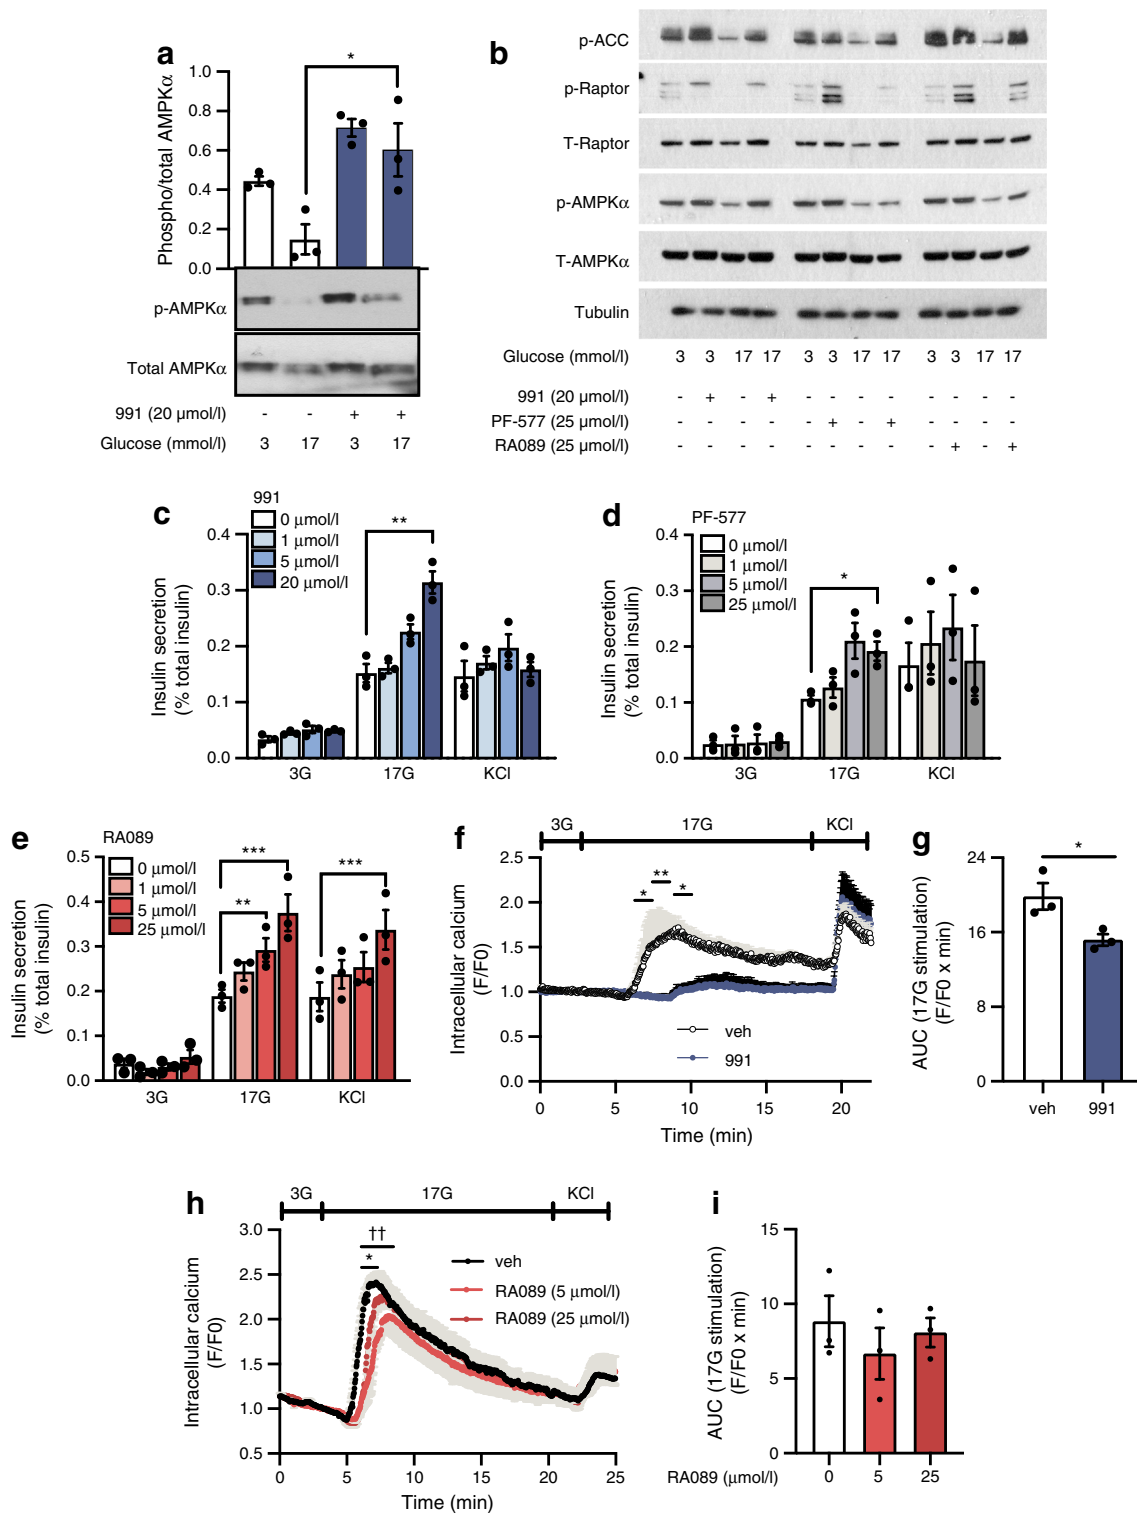 a
*
Phospho/total AMPKα
1.0
0.8
0.6
0.4
0.2
0.0
p-AMPKα
Total AMPKα
991 (20 µmol/l) - - + +
Glucose (mmol/l) 3 17 3 17
b
p-ACC
p-Raptor
T-Raptor
p-AMPKα
T-AMPKα
Tubulin
Glucose (mmol/l) 3 3 17 17 3 3 17 17 3 3 17 17
991 (20 µmol/l) - + - + - - - - - - - -
PF-577 (25 µmol/l) - - - - - + - + - - - -
RA089 (25 µmol/l) - - - - - - - - - + - +
c
991
0 µmol/l
1 µmol/l
5 µmol/l
20 µmol/l
**
Insulin secretion
(% total insulin)
0.4
0.3
0.2
0.1
0.0
3G 17G KCl
d
PF-577
0 µmol/l
1 µmol/l
5 µmol/l
25 µmol/l
*
Insulin secretion
(% total insulin)
0.4
0.3
0.2
0.1
0.0
3G 17G KCl
e
RA089
0 µmol/l
1 µmol/l
5 µmol/l
25 µmol/l
*** ***
**
Insulin secretion
(% total insulin)
0.5
0.4
0.3
0.2
0.1
0.0
3G 17G KCl
f
3G 17G KCl
* ** *
Intracellular calcium
(F/F0)
2.5
2.0
1.5
1.0
0.5
0.0
veh
991
0 5 10 15 20
Time (min)
g
*
AUC (17G stimulation)
(F/F0 x min)
24
16
8
0
veh 991
h
3G 17G KCl
††
*
veh
RA089 (5 µmol/l)
RA089 (25 µmol/l)
Intracellular calcium
(F/F0)
3.0
2.5
2.0
1.5
1.0
0.5
0 5 10 15 20 25
Time (min)
i
AUC (17G stimulation)
(F/F0 x min)
15
10
5
0
RA089 (µmol/l) 0 5 25